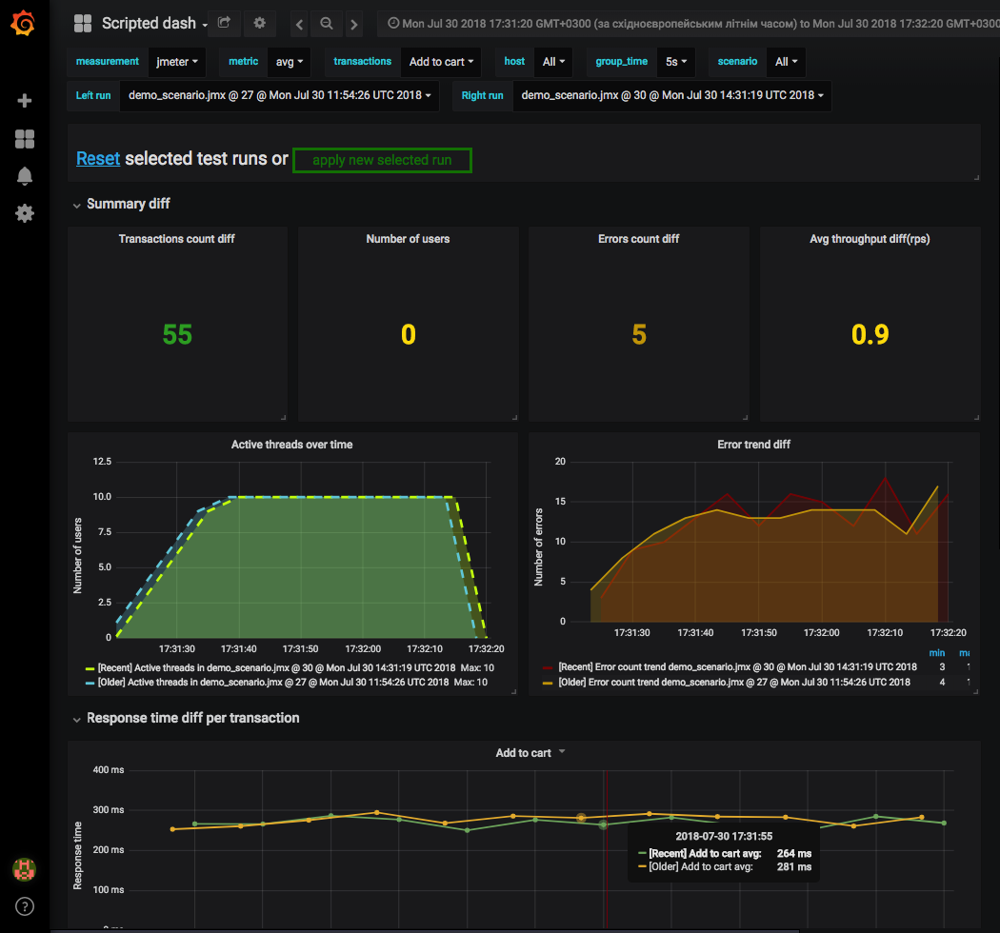 Scripted dash
Mon Jul 30 2018 17:31:20 GMT+0300 (за східноєвропейським літнім часом) to Mon Jul 30 2018 17:32:20 GMT+0300
measurement jmeter metric avg transactions Add to cart host All group_time 5s scenario All
Left run demo_scenario.jmx @ 27 @ Mon Jul 30 11:54:26 UTC 2018 Right run demo_scenario.jmx @ 30 @ Mon Jul 30 14:31:19 UTC 2018
Reset selected test runs or apply new selected run
Summary diff
Transactions count diff Number of users Errors count diff Avg throughput diff(rps)
55 0 5 0.9
Active threads over time
Number of users
12.5
10.0
7.5
5.0
2.5
0
17:31:30 17:31:40 17:31:50 17:32:00 17:32:10 17:32:20
[Recent] Active threads in demo_scenario.jmx @ 30 @ Mon Jul 30 14:31:19 UTC 2018 Max: 10
[Older] Active threads in demo_scenario.jmx @ 27 @ Mon Jul 30 11:54:26 UTC 2018 Max: 10
Error trend diff
Number of errors
20
15
10
5
0
17:31:30 17:31:40 17:31:50 17:32:00 17:32:10 17:32:20
min
[Recent] Error count trend demo_scenario.jmx @ 30 @ Mon Jul 30 14:31:19 UTC 2018 3
[Older] Error count trend demo_scenario.jmx @ 27 @ Mon Jul 30 11:54:26 UTC 2018 4
Response time diff per transaction
Add to cart
Response time
400 ms
300 ms
200 ms
100 ms
2018-07-30 17:31:55
[Recent] Add to cart avg: 264 ms
[Older] Add to cart avg: 281 ms